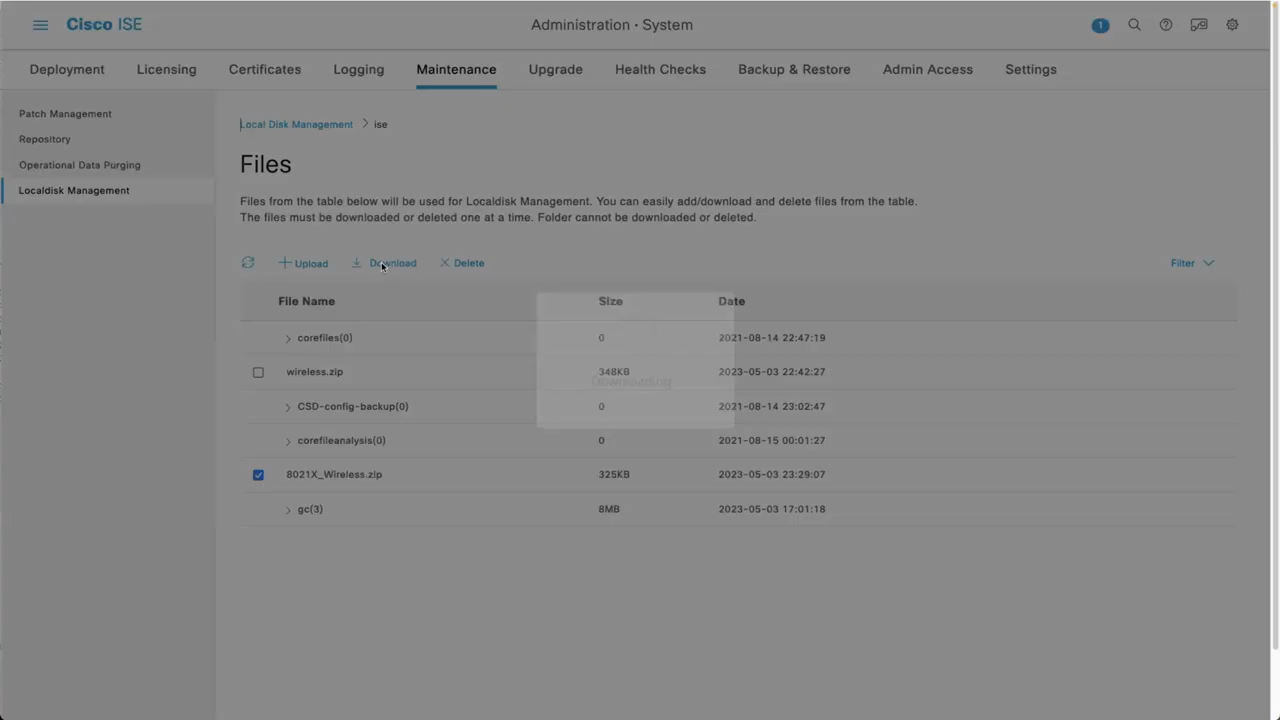 Cisco ISE
Administration · System
1
Deployment Licensing Certificates Logging Maintenance Upgrade Health Checks Backup & Restore Admin Access Settings
Patch Management
Repository
Operational Data Purging
Localdisk Management
Local Disk Management > ise
Files
Files from the table below will be used for Localdisk Management. You can easily add/download and delete files from the table.
The files must be downloaded or deleted one at a time. Folder cannot be downloaded or deleted.
Upload Download Delete Filter
File Name Size Date
corefiles(0) 0 2021-08-14 22:47:19
wireless.zip 348KB 2023-05-03 22:42:27
Downloading
CSD-config-backup(0) 0 2021-08-14 23:02:47
corefileanalysis(0) 0 2021-08-15 00:01:27
8021X_Wireless.zip 325KB 2023-05-03 23:29:07
gc(3) 8MB 2023-05-03 17:01:18